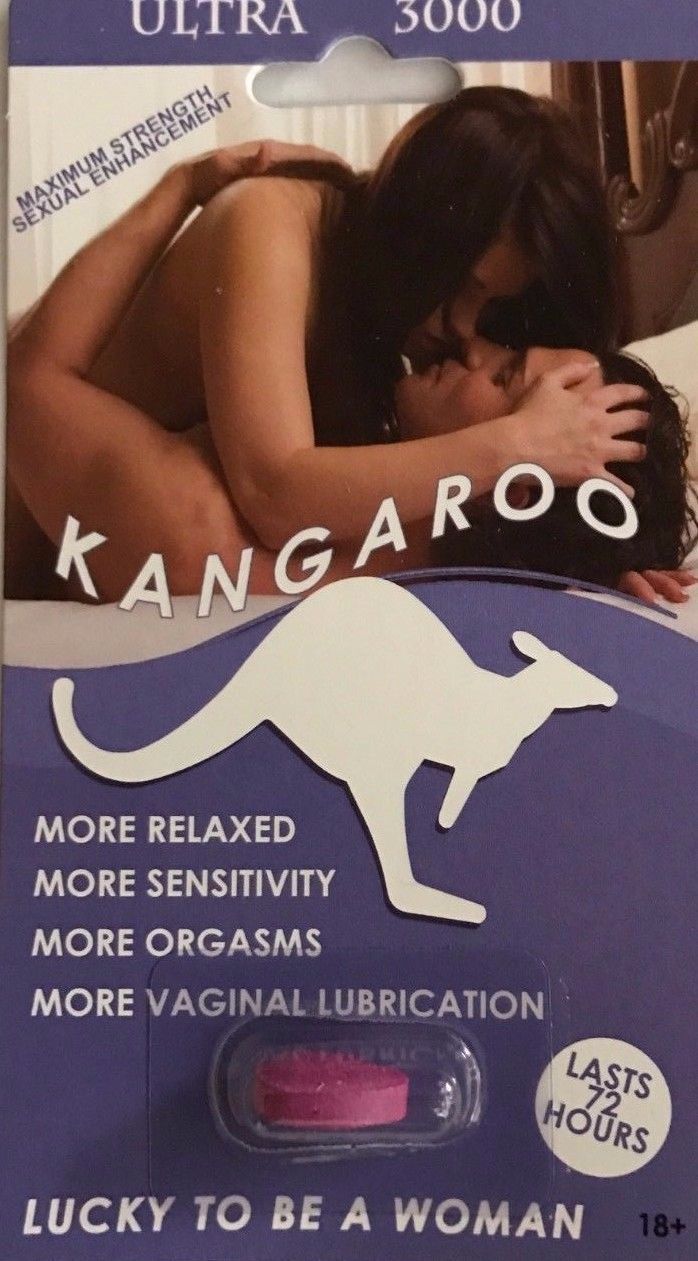 ULTRA 3000
MAXIMUM STRENGTH
SEXUAL ENHANCEMENT
KANGAROO
MORE RELAXED
MORE SENSITIVITY
MORE ORGASMS
MORE VAGINAL LUBRICATION
LASTS
72
HOURS
LUCKY TO BE A WOMAN
18+